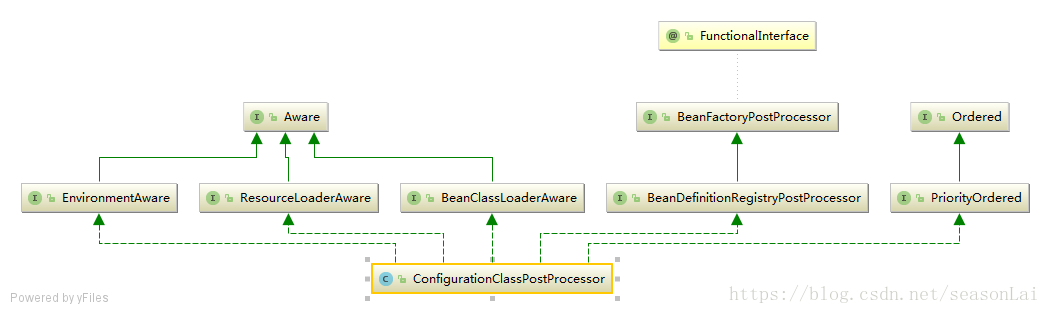 @ FunctionalInterface
I Aware
I BeanFactoryPostProcessor
I Ordered
I EnvironmentAware
I ResourceLoaderAware
I BeanClassLoaderAware
I BeanDefinitionRegistryPostProcessor
I PriorityOrdered
C ConfigurationClassPostProcessor
Powered by yFiles
https://blog.csdn.net/seasonLai